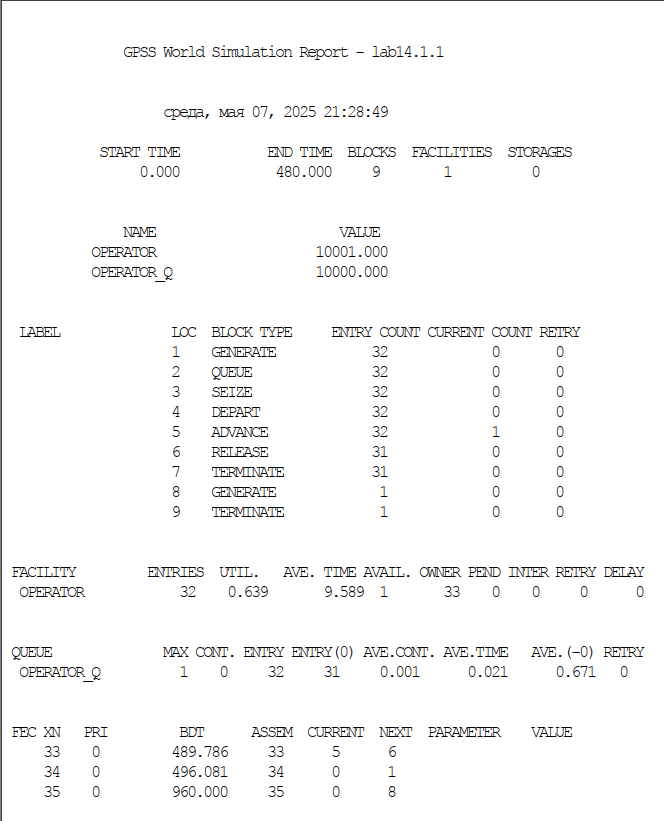 GPSS World Simulation Report - lab14.1.1
среда, мая 07, 2025 21:28:49
START TIME END TIME BLOCKS FACILITIES STORAGES
0.000 480.000 9 1 0
NAME VALUE
OPERATOR 10001.000
OPERATOR_Q 10000.000
LABEL LOC BLOCK TYPE ENTRY COUNT CURRENT COUNT RETRY
1 GENERATE 32 0 0
2 QUEUE 32 0 0
3 SEIZE 32 0 0
4 DEPART 32 0 0
5 ADVANCE 32 1 0
6 RELEASE 31 0 0
7 TERMINATE 31 0 0
8 GENERATE 1 0 0
9 TERMINATE 1 0 0
FACILITY ENTRIES UTIL. AVE. TIME AVAIL. OWNER PEND INTER RETRY DELAY
OPERATOR 32 0.639 9.589 1 33 0 0 0 0
QUEUE MAX CONT. ENTRY ENTRY(0) AVE.CONT. AVE.TIME AVE.(-0) RETRY
OPERATOR_Q 1 0 32 31 0.001 0.021 0.671 0
FEC XN PRI BDT ASSEM CURRENT NEXT PARAMETER VALUE
33 0 489.786 33 5 6
34 0 496.081 34 0 1
35 0 960.000 35 0 8